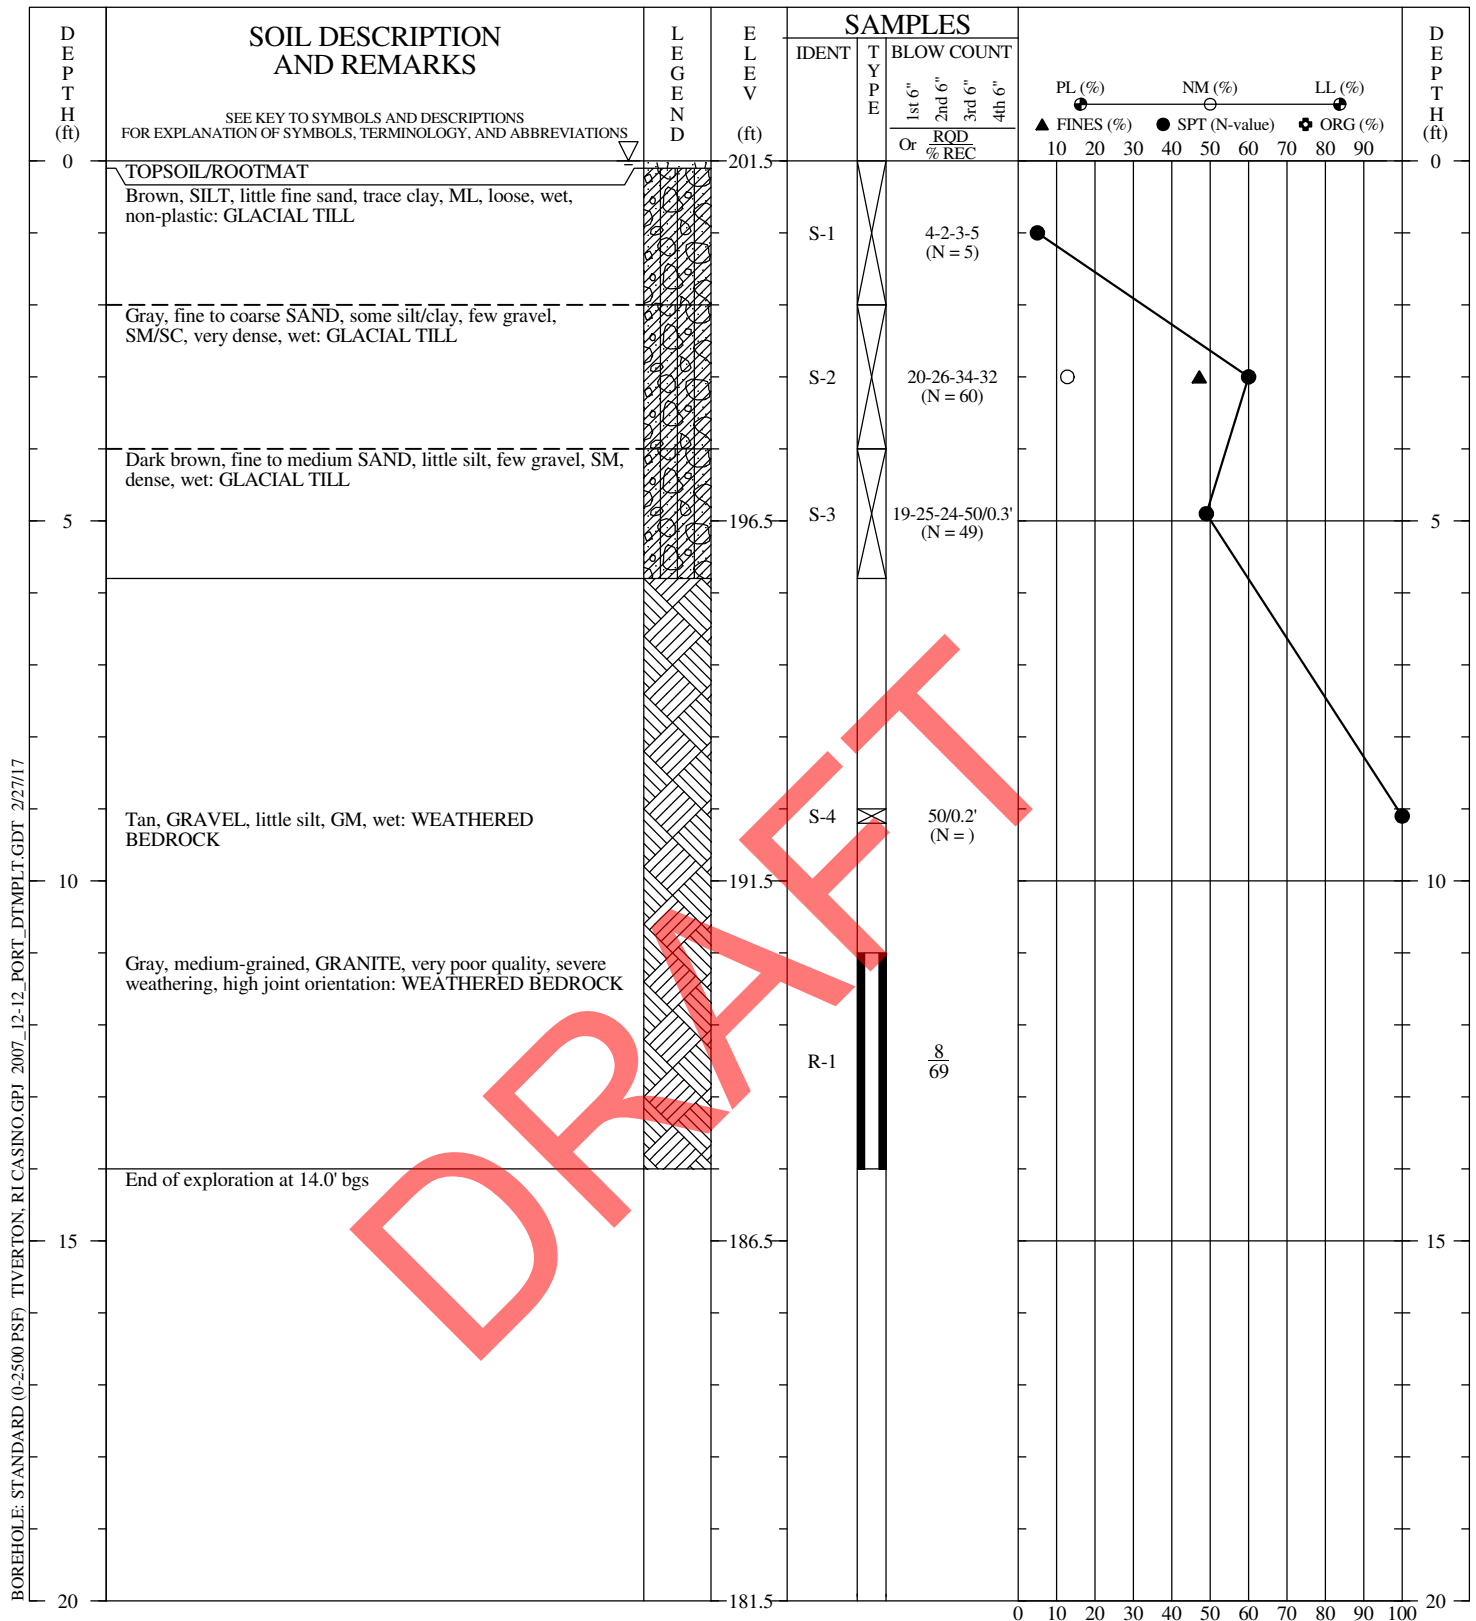 DEPTH (ft)
SOIL DESCRIPTION
AND REMARKS
SEE KEY TO SYMBOLS AND DESCRIPTIONS
FOR EXPLANATION OF SYMBOLS, TERMINOLOGY, AND ABBREVIATIONS
LEGEND
ELEV (ft)
SAMPLES
IDENT
TYPE
BLOW COUNT
1st 6"
2nd 6"
3rd 6"
4th 6"
Or RQD
% REC
PL (%) NM (%) LL (%)
▲ FINES (%) ● SPT (N-value) ORG (%)
10 20 30 40 50 60 70 80 90
DEPTH (ft)
0 201.5 0
TOPSOIL/ROOTMAT
Brown, SILT, little fine sand, trace clay, ML, loose, wet,
non-plastic: GLACIAL TILL
S-1 4-2-3-5
(N = 5)
Gray, fine to coarse SAND, some silt/clay, few gravel,
SM/SC, very dense, wet: GLACIAL TILL
S-2 20-26-34-32
(N = 60)
Dark brown, fine to medium SAND, little silt, few gravel, SM,
dense, wet: GLACIAL TILL
S-3 19-25-24-50/0.3'
(N = 49)
5 196.5 5
Tan, GRAVEL, little silt, GM, wet: WEATHERED
BEDROCK
S-4 50/0.2'
(N = )
10 191.5 10
Gray, medium-grained, GRANITE, very poor quality, severe
weathering, high joint orientation: WEATHERED BEDROCK
R-1 8
69
End of exploration at 14.0' bgs
15 186.5 15
20 181.5 20
0 10 20 30 40 50 60 70 80 90 100
DRAFT
BOREHOLE: STANDARD (0-2500 PSF) TIVERTON, RI CASINO.GPJ 2007_12-12_PORT_DTMPLT.GDT 2/27/17